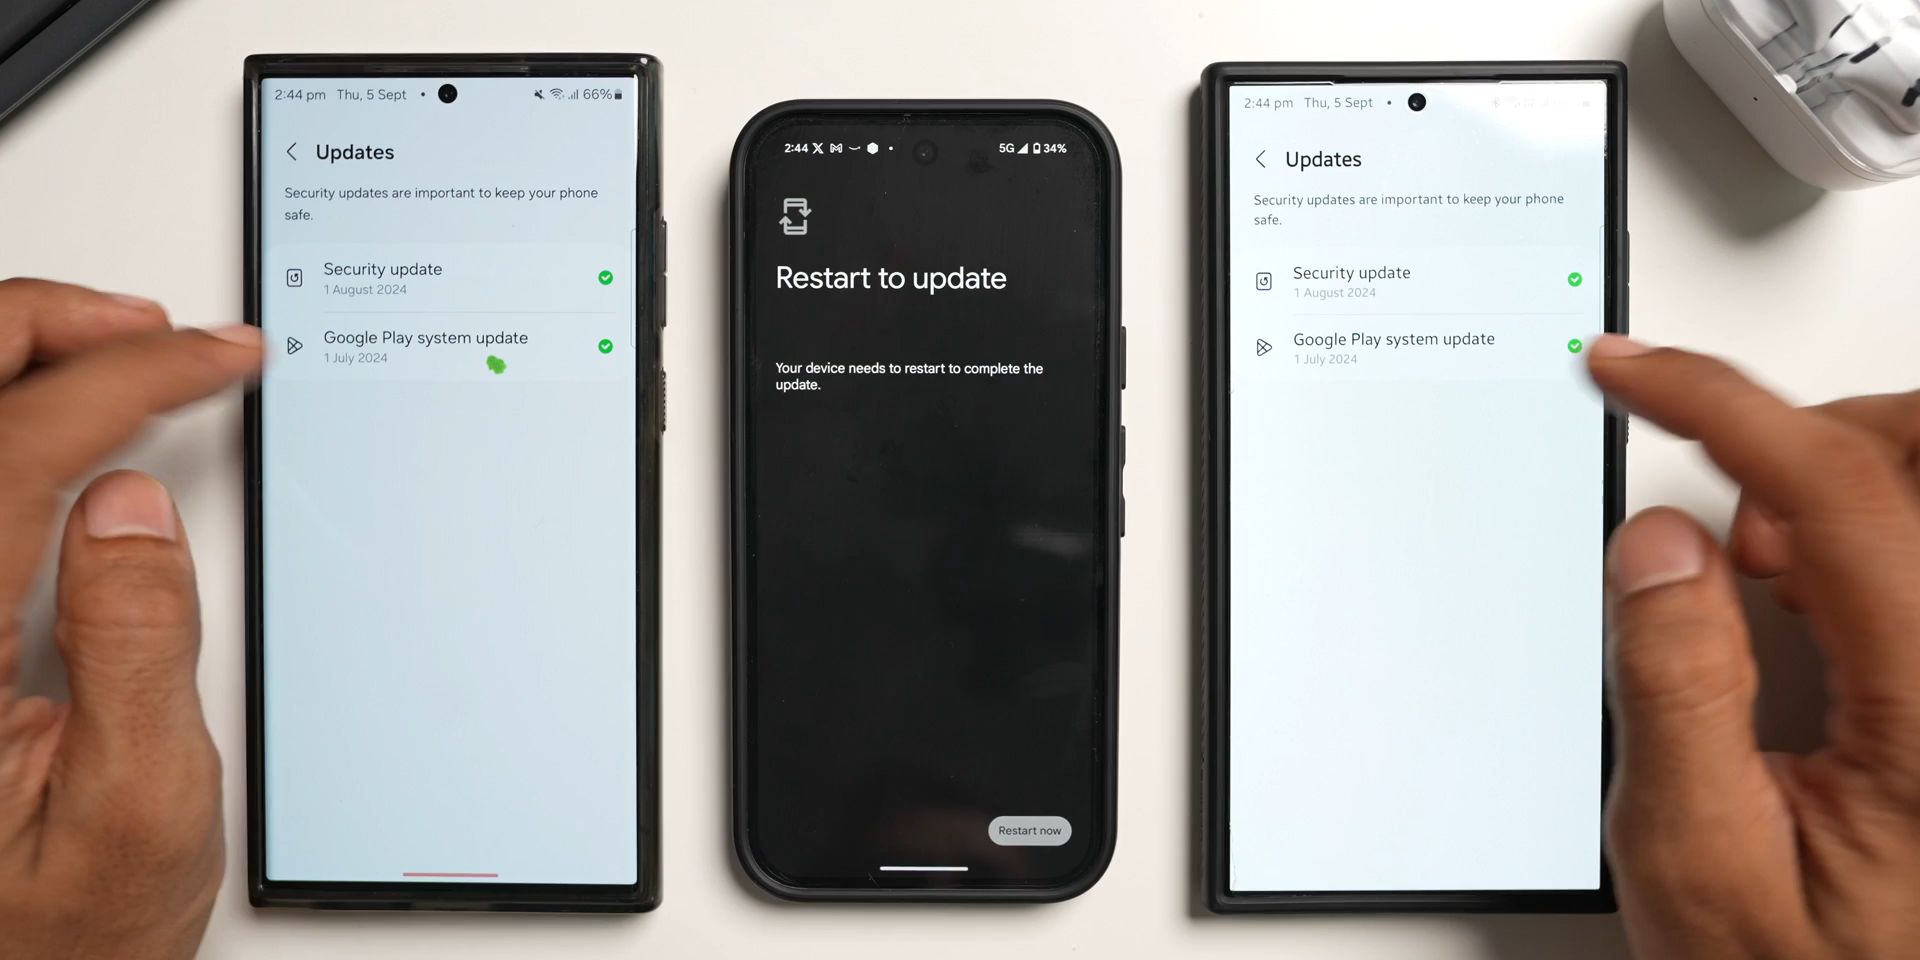 2:44 pm Thu, 5 Sept
66%
Updates
Security updates are important to keep your phone
safe.
Security update
1 August 2024
Google Play system update
1 July 2024
2:44
5G 34%
Restart to update
Your device needs to restart to complete the
update.
Restart now
2:44 pm Thu, 5 Sept
Updates
Security updates are important to keep your phone
safe.
Security update
1 August 2024
Google Play system update
1 July 2024